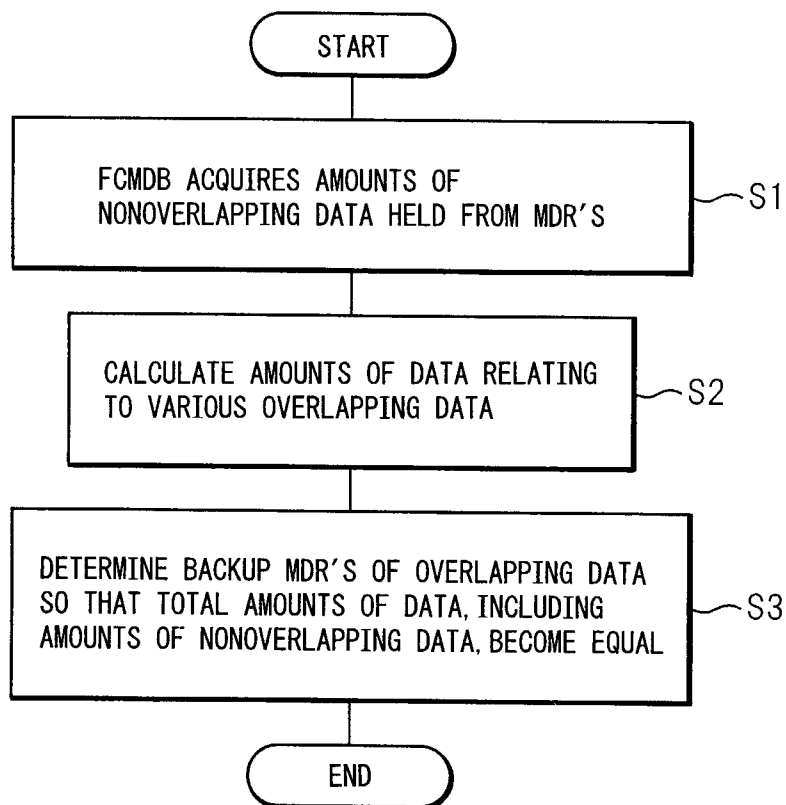 START
FCMDB ACQUIRES AMOUNTS OF
NONOVERLAPPING DATA HELD FROM MDR'S
S1
CALCULATE AMOUNTS OF DATA RELATING
TO VARIOUS OVERLAPPING DATA
S2
DETERMINE BACKUP MDR'S OF OVERLAPPING DATA
SO THAT TOTAL AMOUNTS OF DATA, INCLUDING
AMOUNTS OF NONOVERLAPPING DATA, BECOME EQUAL
S3
END